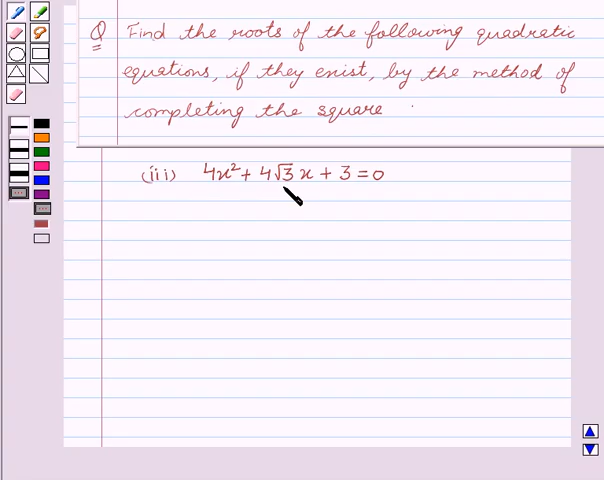 Q Find the roots of the following quadratic
equations, if they exist, by the method of
completing the square
(iii) 4x² + 4√3 x + 3 = 0